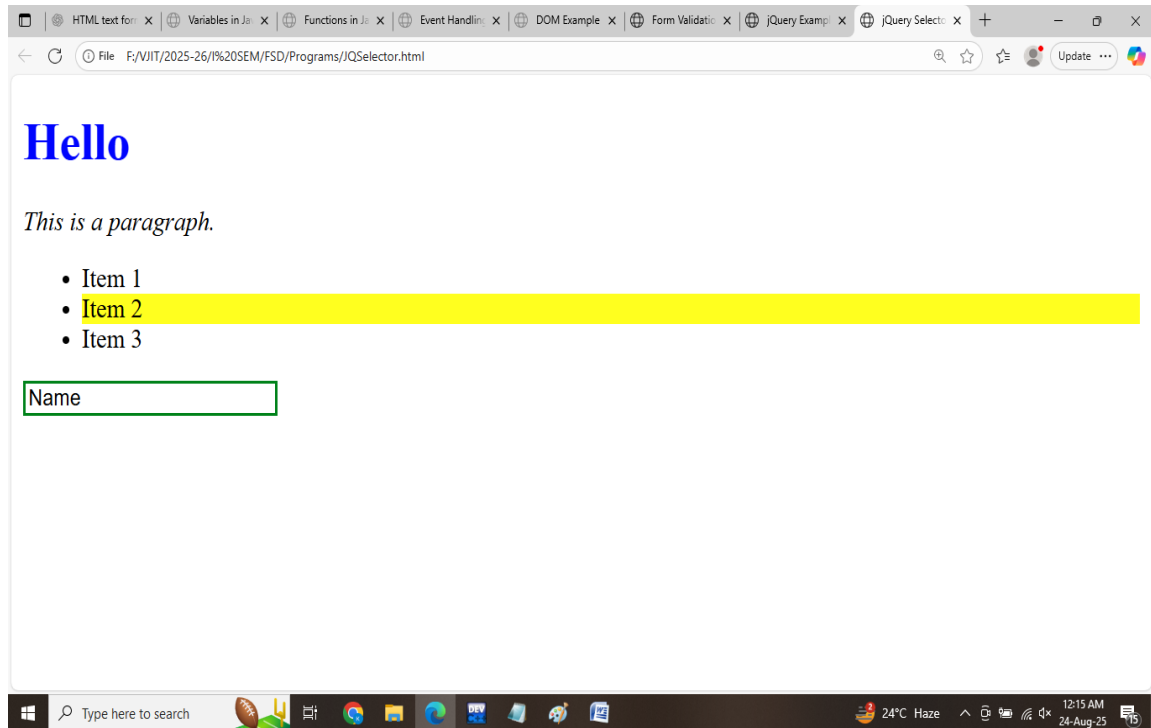 HTML text for
Variables in Ja
Functions in Ja
Event Handling
DOM Example
Form Validatio
jQuery Exampl
jQuery Selecto
File F:/VJIT/2025-26/I%20SEM/FSD/Programs/JQSelector.html
Update
Hello
This is a paragraph.
• Item 1
• Item 2
• Item 3
Name
Type here to search
DEV
24°C Haze
12:15 AM
24-Aug-25
15